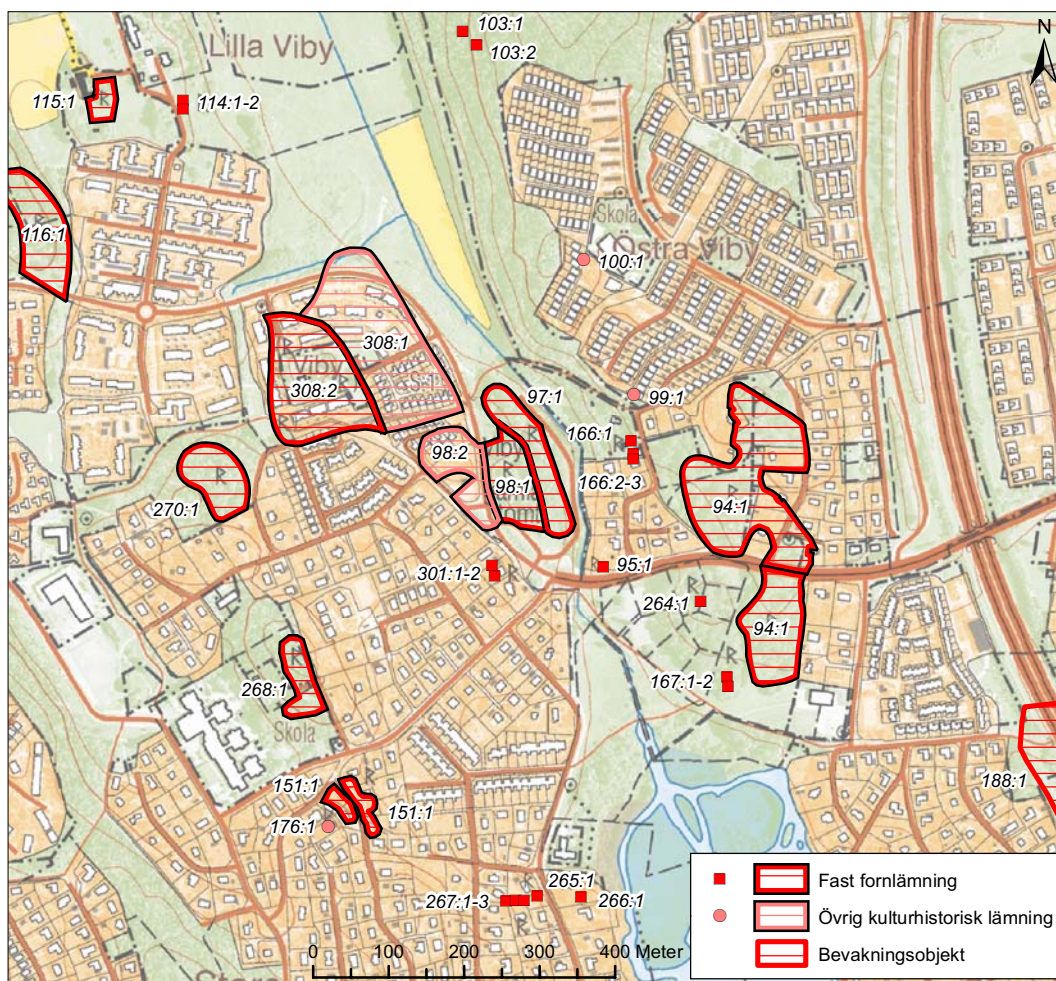 103:1
N
Lilla Viby
103:2
115:1
114:1-2
Skola
116:1
Östra Viby
100:1
308:1
Viby
308:2
97:1
99:1
166:1
98:2
98:1
166:2-3
94:1
270:1
301:1-2
95:1
264:1
94:1
268:1
167:1-2
Skola
151:1
188:1
151:1
176:1
265:1
267:1-3
266:1
0 100 200 300 400 Meter
Fast fornlämning
Övrig kulturhistorisk lämning
Bevakningsobjekt